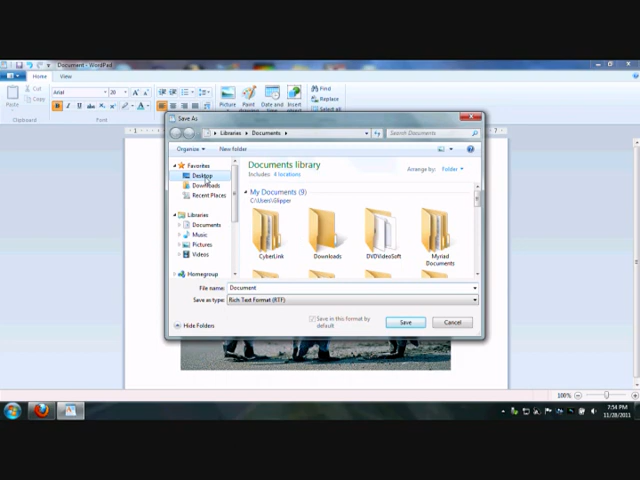 Document - WordPad
Home
View
Cut
Copy
Paste
Clipboard
Arial
20
Font
Picture
Paint
drawing
Date and
time
Insert
object
Find
Replace
Select all
Save As
Libraries
Documents
Search Documents
Organize
New folder
Favorites
Desktop
Downloads
Recent Places
Libraries
Documents
Music
Pictures
Videos
Homegroup
Documents library
Includes: 4 locations
Arrange by: Folder
My Documents (9)
CyberLink
Downloads
DVDVideoSoft
Myriad
Documents
File name:
Document
Save as type:
Rich Text Format (RTF)
Hide Folders
Save in this format by
default
Save
Cancel
100%
7:54 PM
11/28/2011